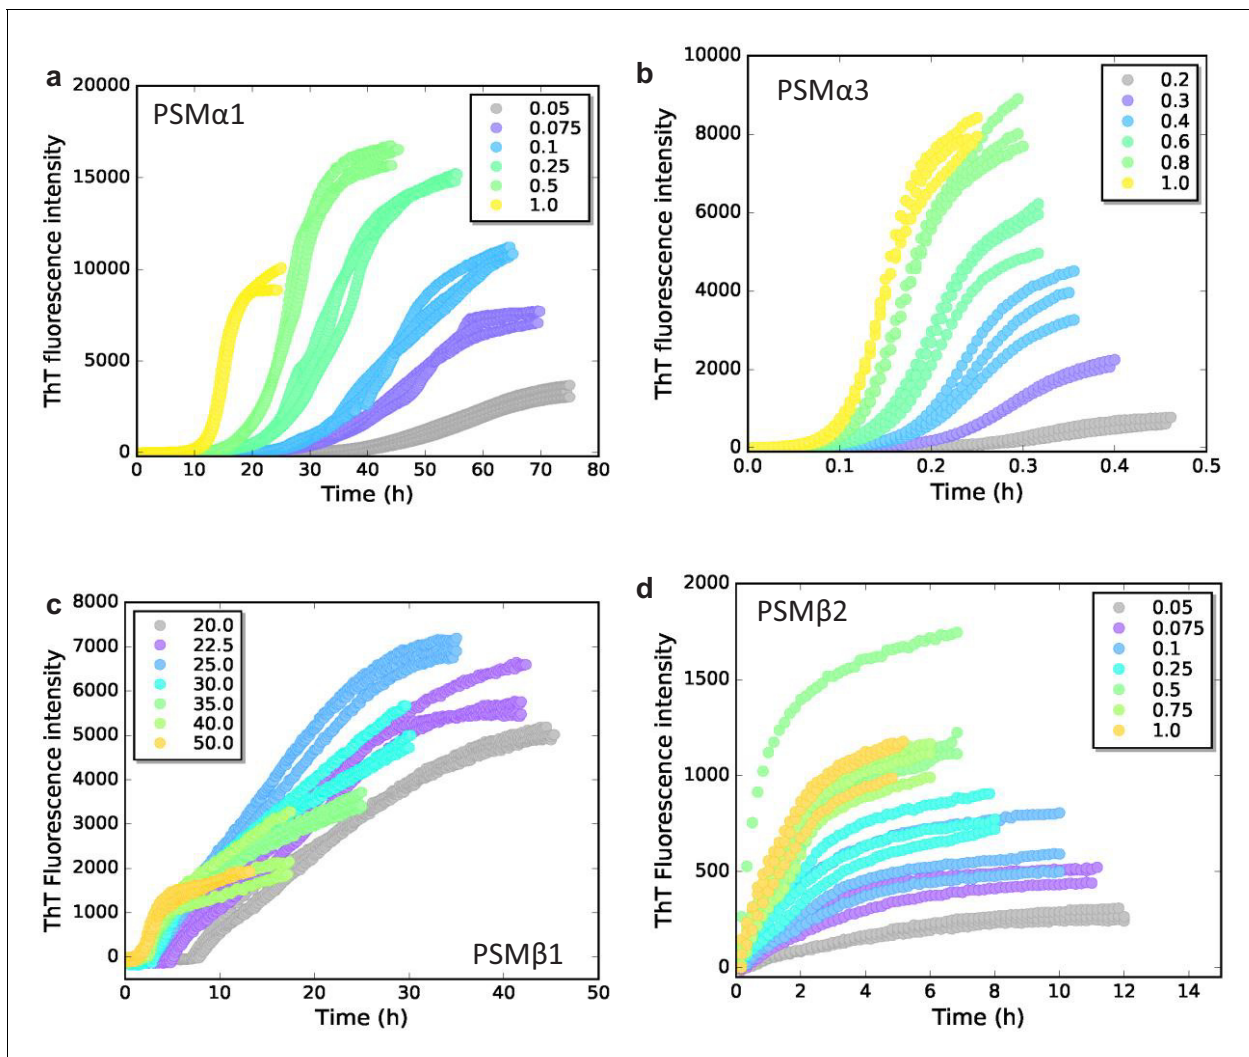 a
PSMα1
ThT fluorescence intensity
20000
15000
10000
5000
0
0 10 20 30 40 50 60 70 80
Time (h)
0.05
0.075
0.1
0.25
0.5
1.0
b
PSMα3
ThT fluorescence intensity
10000
8000
6000
4000
2000
0
0.0 0.1 0.2 0.3 0.4 0.5
Time (h)
0.2
0.3
0.4
0.6
0.8
1.0
c
PSMβ1
ThT Fluorescence intensity
8000
7000
6000
5000
4000
3000
2000
1000
0
0 10 20 30 40 50
Time (h)
20.0
22.5
25.0
30.0
35.0
40.0
50.0
d
PSMβ2
ThT Fluorescence intensity
2000
1500
1000
500
0
0 2 4 6 8 10 12 14
Time (h)
0.05
0.075
0.1
0.25
0.5
0.75
1.0